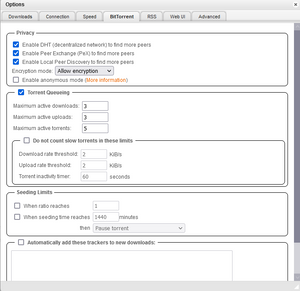 Options
Downloads Connection Speed BitTorrent RSS Web UI Advanced
Privacy
Enable DHT (decentralized network) to find more peers
Enable Peer Exchange (PeX) to find more peers
Enable Local Peer Discovery to find more peers
Encryption mode: Allow encryption
Enable anonymous mode (More information)
Torrent Queueing
Maximum active downloads: 3
Maximum active uploads: 3
Maximum active torrents: 5
Do not count slow torrents in these limits
Download rate threshold: 2 KiB/s
Upload rate threshold: 2 KiB/s
Torrent inactivity timer: 60 seconds
Seeding Limits
When ratio reaches 1
When seeding time reaches 1440 minutes
then Pause torrent
Automatically add these trackers to new downloads: